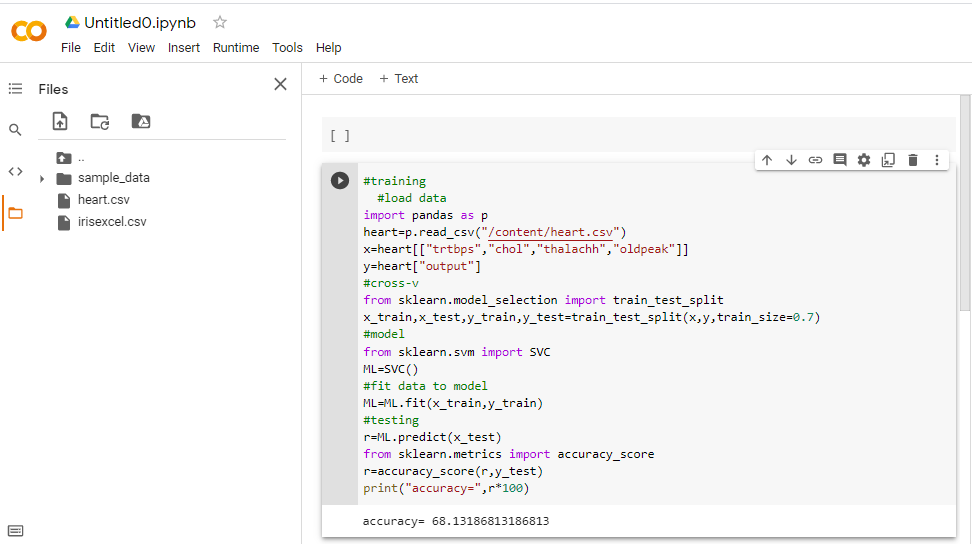 Untitled0.ipynb
File Edit View Insert Runtime Tools Help
Files
+ Code + Text
..
sample_data
heart.csv
irisexcel.csv
[ ]
#training
#load data
import pandas as p
heart=p.read_csv("/content/heart.csv")
x=heart[["trtbps","chol","thalachh","oldpeak"]]
y=heart["output"]
#cross-v
from sklearn.model_selection import train_test_split
x_train,x_test,y_train,y_test=train_test_split(x,y,train_size=0.7)
#model
from sklearn.svm import SVC
ML=SVC()
#fit data to model
ML=ML.fit(x_train,y_train)
#testing
r=ML.predict(x_test)
from sklearn.metrics import accuracy_score
r=accuracy_score(r,y_test)
print("accuracy=",r*100)
accuracy= 68.13186813186813